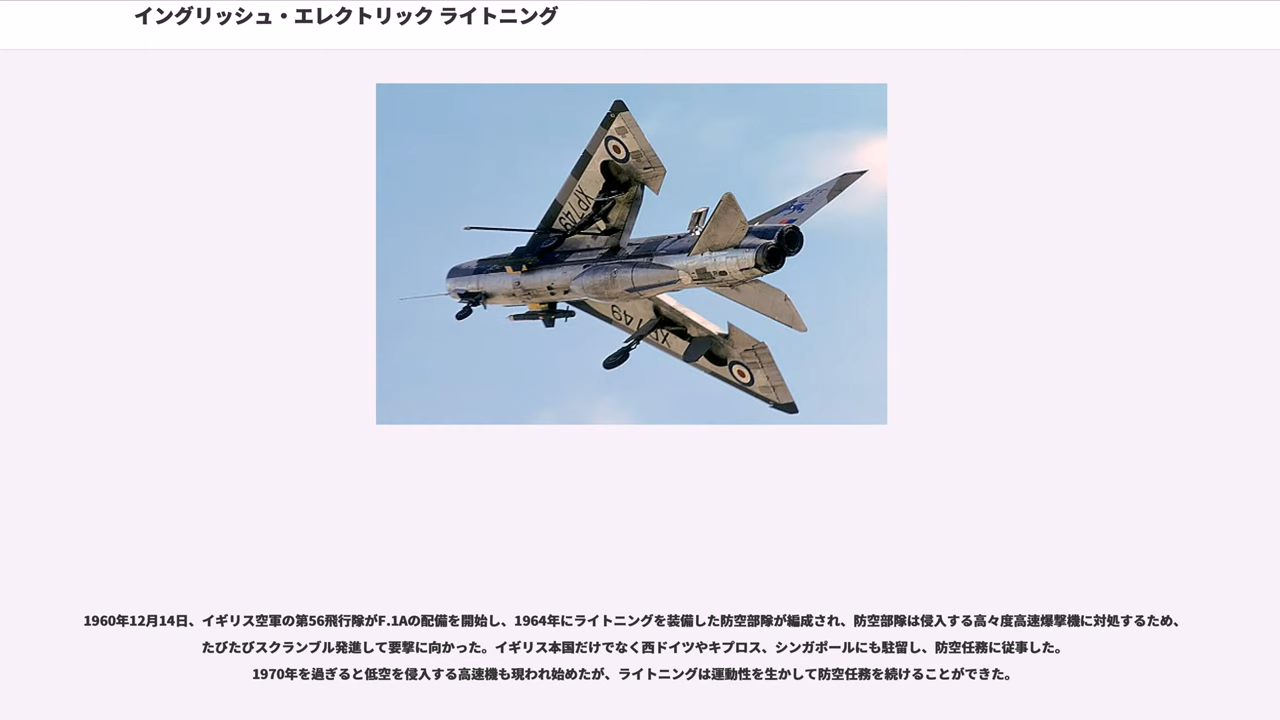 イングリッシュ・エレクトリック ライトニング
XP749
XP749
1960年12月14日、イギリス空軍の第56飛行隊がF.1Aの配備を開始し、1964年にライトニングを装備した防空部隊が編成され、防空部隊は侵入する高々度高速爆撃機に対処するため、
たびたびスクランブル発進して要撃に向かった。イギリス本国だけでなく西ドイツやキプロス、シンガポールにも駐留し、防空任務に従事した。
1970年を過ぎると低空を侵入する高速機も現われ始めたが、ライトニングは運動性を生かして防空任務を続けることができた。